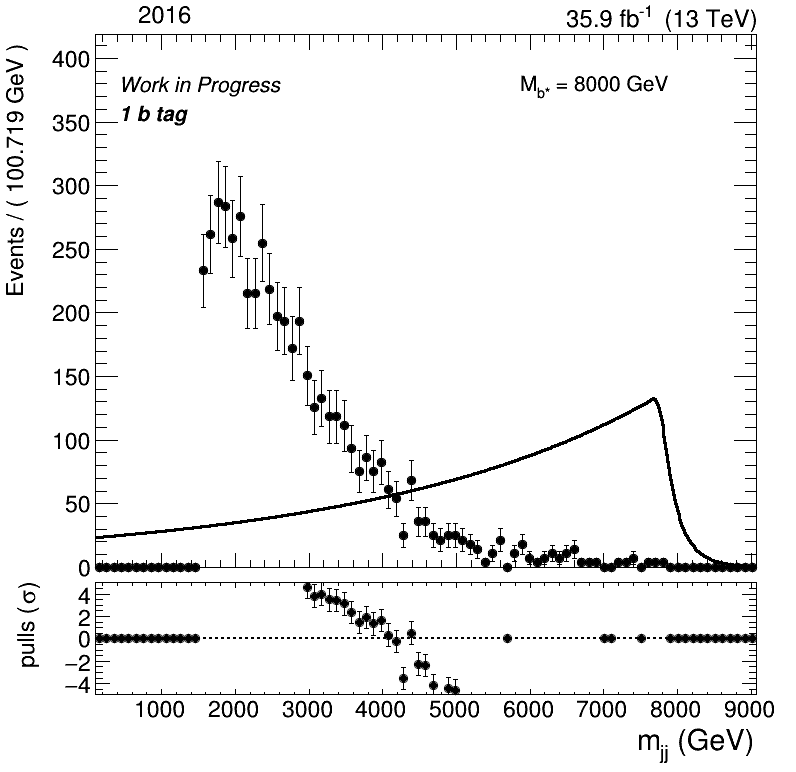 2016
35.9 fb⁻¹ (13 TeV)
Events / ( 100.719 GeV )
400
350
300
250
200
150
100
50
0
Work in Progress
1 b tag
M_b* = 8000 GeV
pulls (σ)
4
2
0
−2
−4
1000 2000 3000 4000 5000 6000 7000 8000 9000
m_jj (GeV)